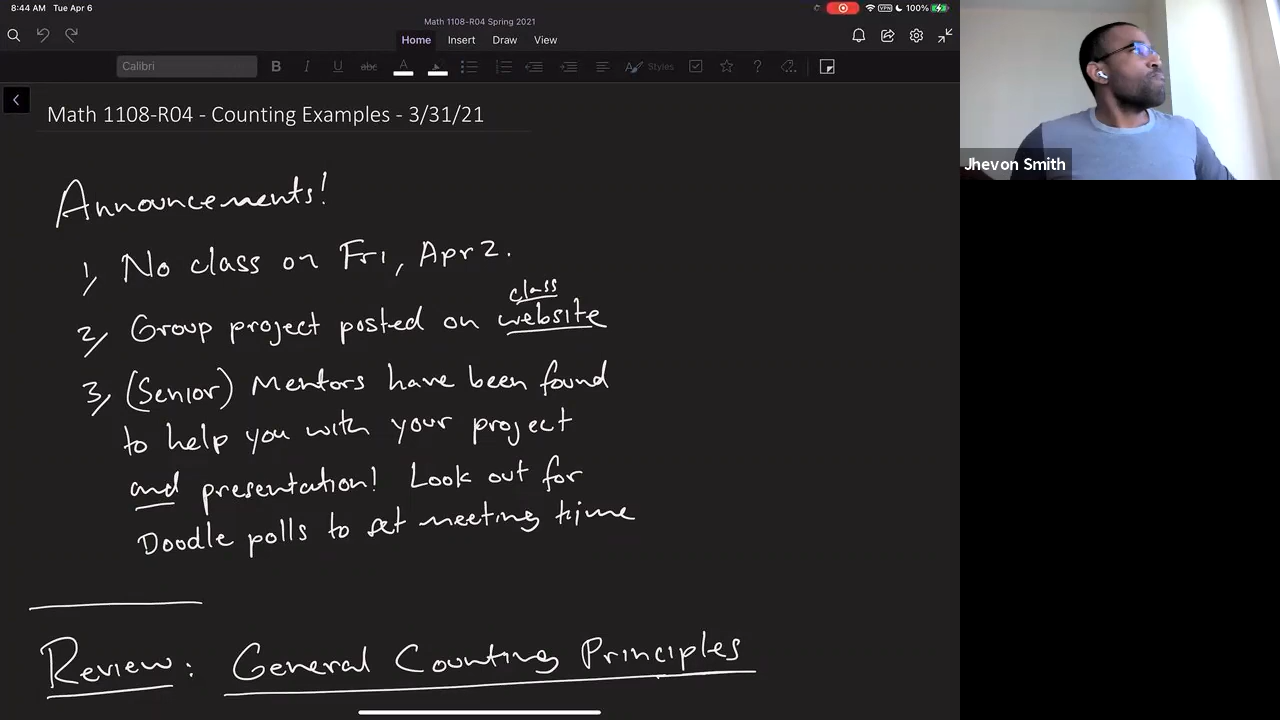 8:44 AM Tue Apr 6
100%
Math 1108-R04 Spring 2021
Home Insert Draw View
Calibri B I U abc A Styles
Math 1108-R04 - Counting Examples - 3/31/21
Announcements!
1, No class on Fri, Apr 2.
class
2, Group project posted on website
3, (Senior) Mentors have been found
to help you with your project
and presentation! Look out for
Doodle polls to set meeting time
Review: General Counting Principles
Jhevon Smith